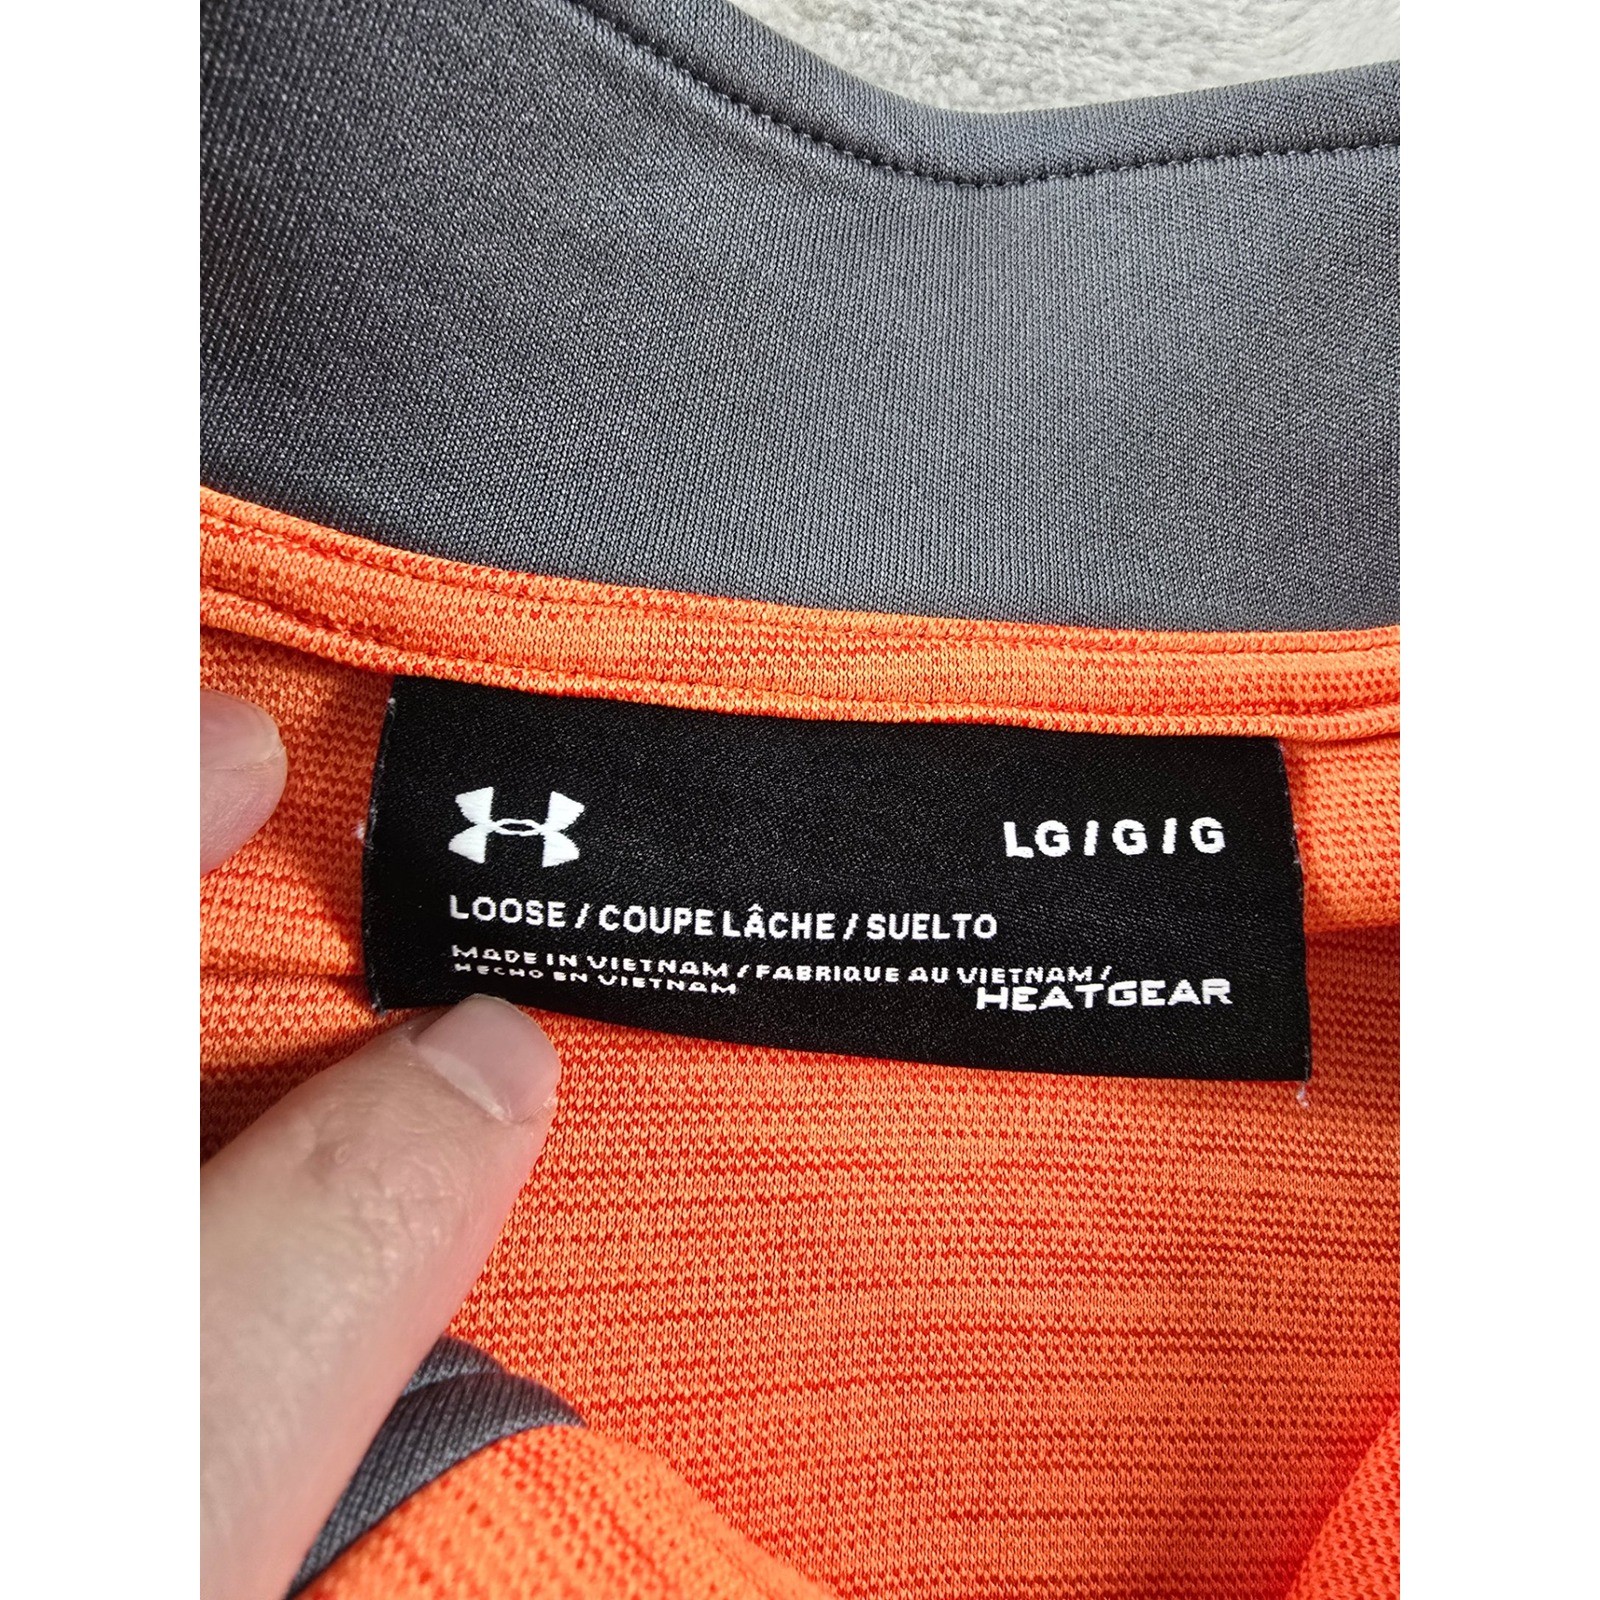 LG / G / G
LOOSE / COUPE LÂCHE / SUELTO
MADE IN VIETNAM / FABRIQUE AU VIETNAM /
HECHO EN VIETNAM
HEATGEAR